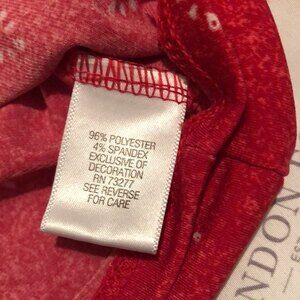 96% POLYESTER
4% SPANDEX
EXCLUSIVE OF
DECORATION
RN 73277
SEE REVERSE
FOR CARE